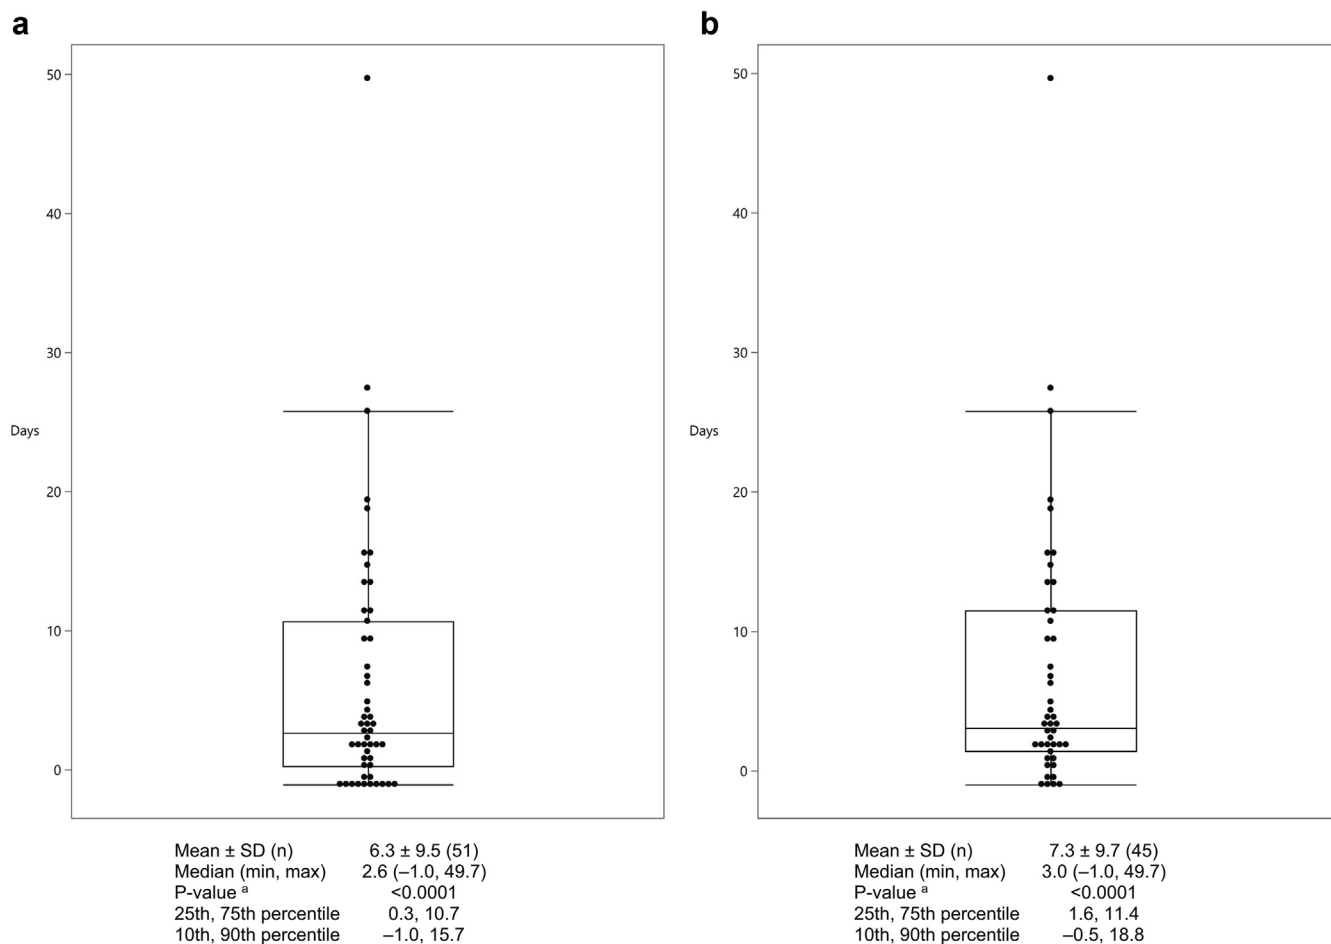 a
50
40
30
Days
20
10
0
Mean ± SD (n) 6.3 ± 9.5 (51)
Median (min, max) 2.6 (–1.0, 49.7)
P-value ᵃ <0.0001
25th, 75th percentile 0.3, 10.7
10th, 90th percentile –1.0, 15.7
b
50
40
30
Days
20
10
0
Mean ± SD (n) 7.3 ± 9.7 (45)
Median (min, max) 3.0 (–1.0, 49.7)
P-value ᵃ <0.0001
25th, 75th percentile 1.6, 11.4
10th, 90th percentile –0.5, 18.8